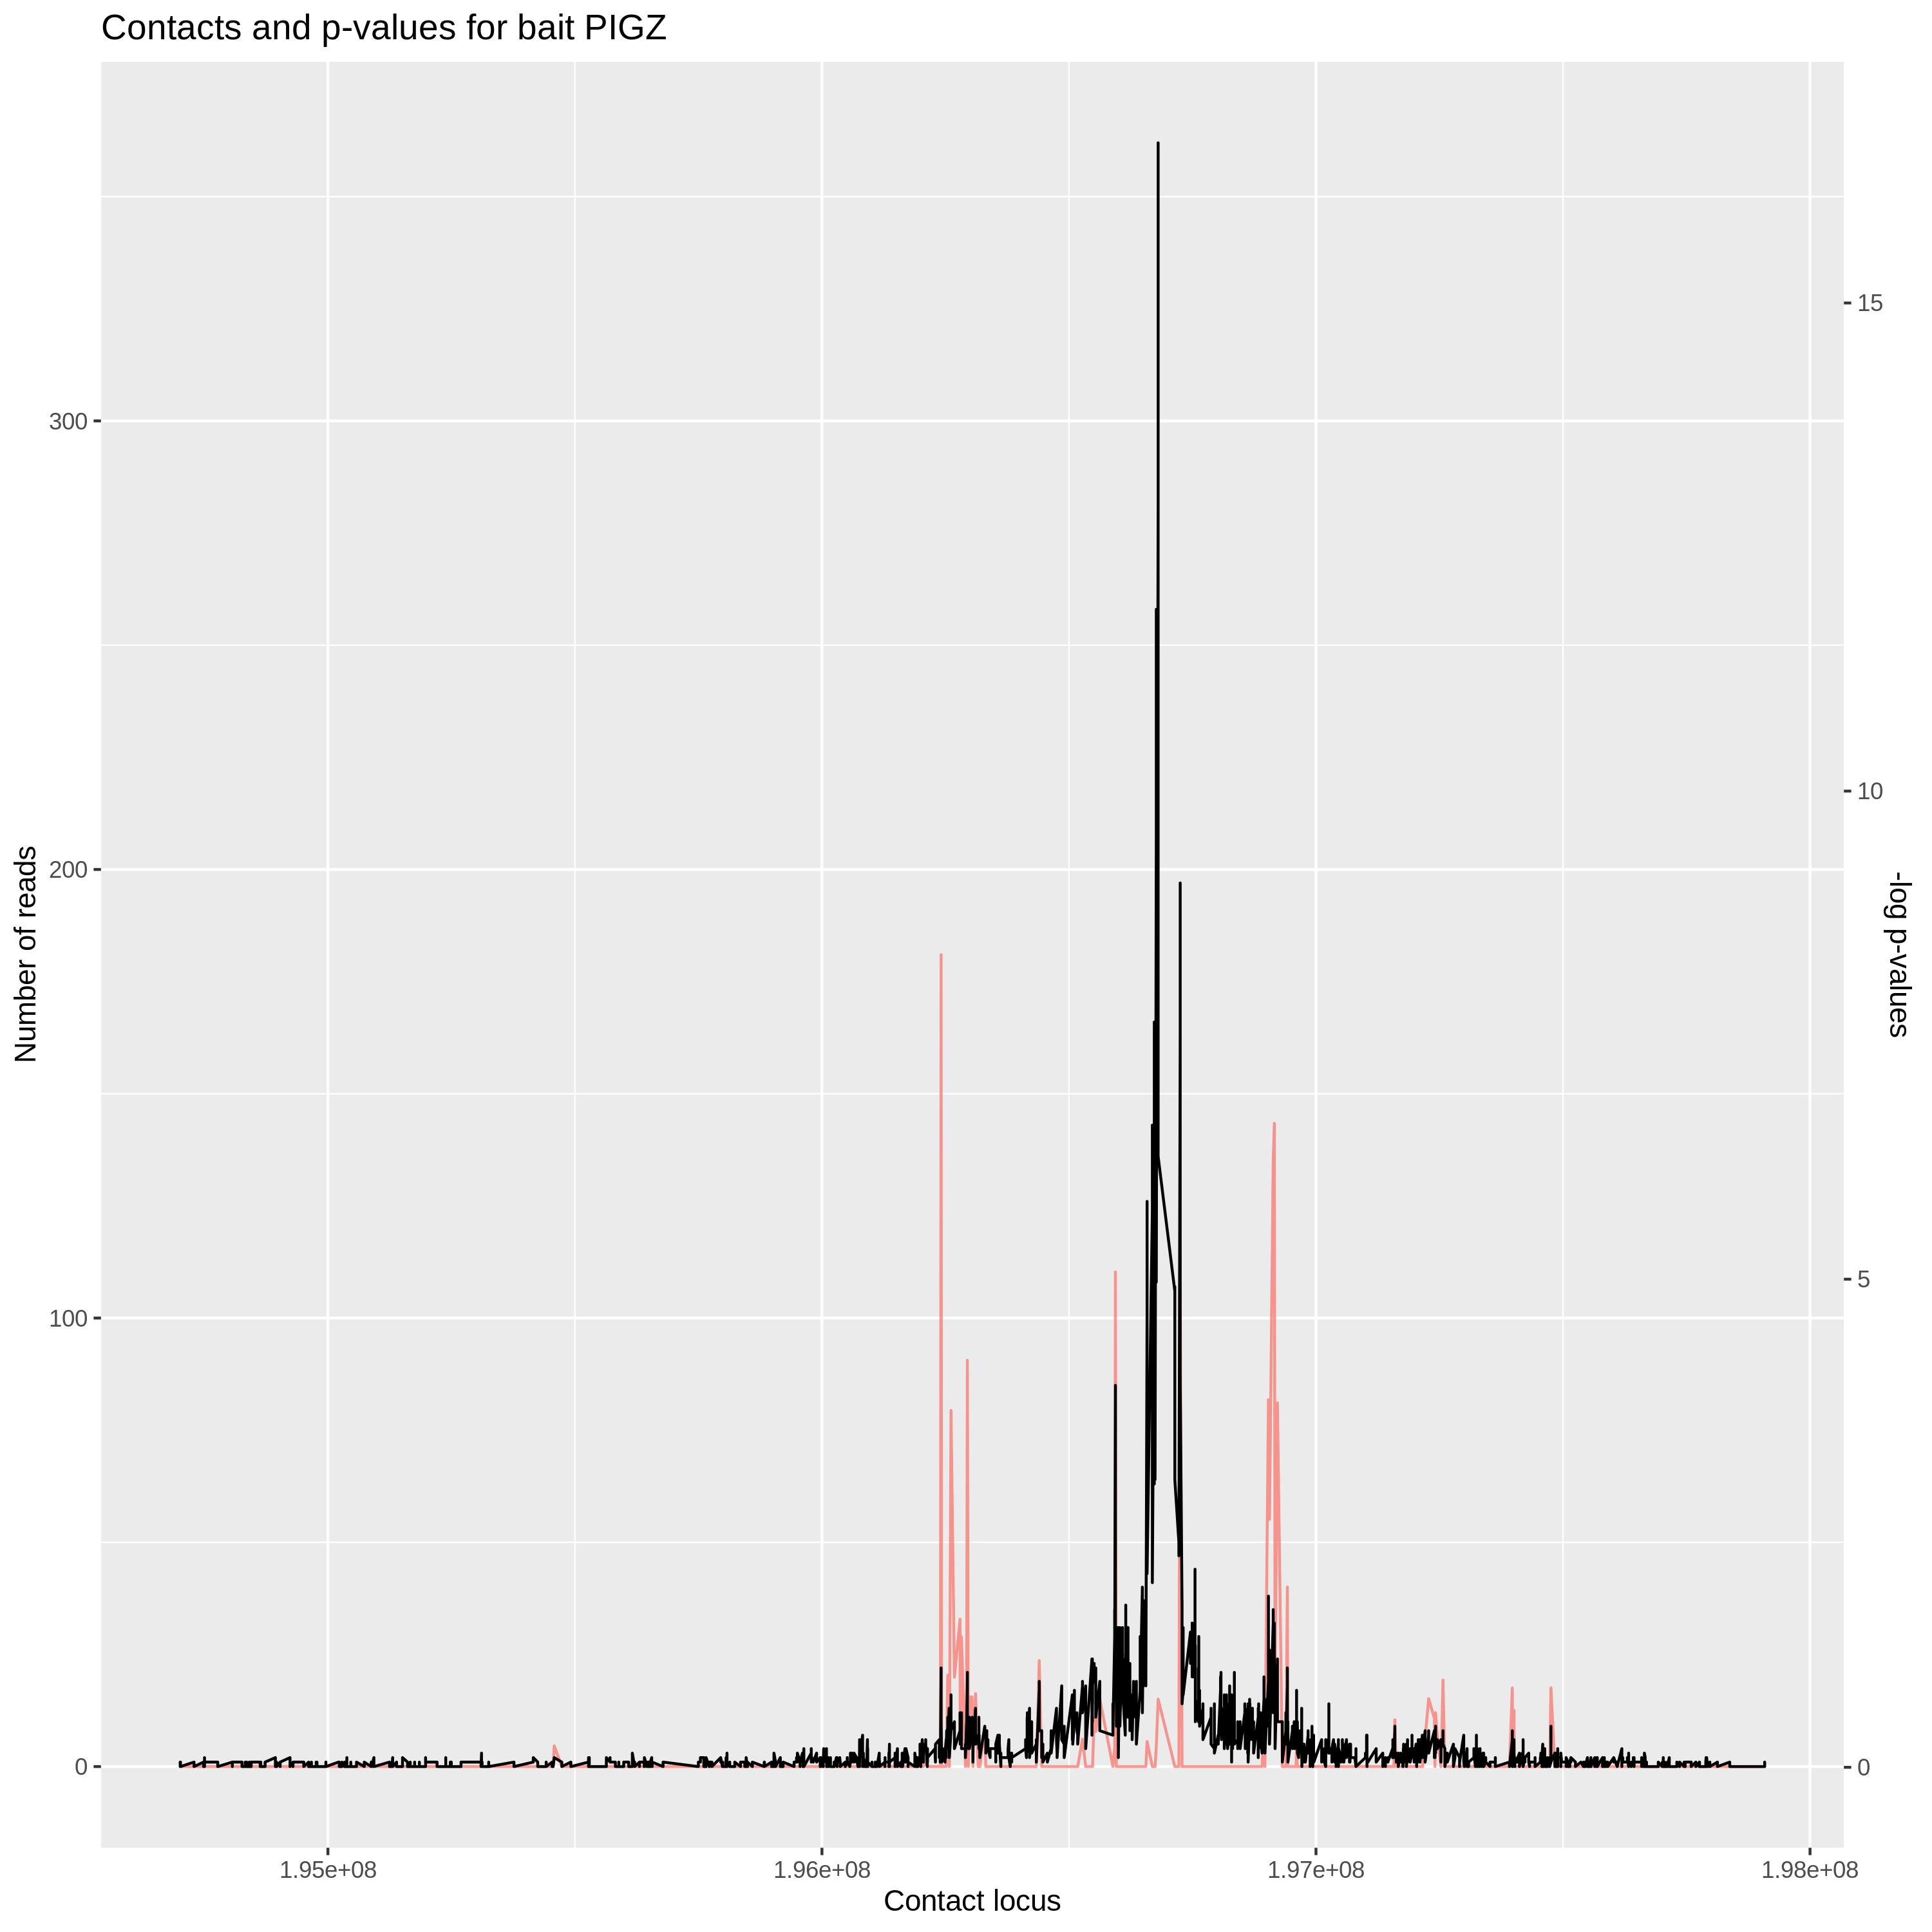 Contacts and p-values for bait PIGZ
300
200
100
0
15
10
5
0
Number of reads
-log p-values
1.95e+08
1.96e+08
1.97e+08
1.98e+08
Contact locus